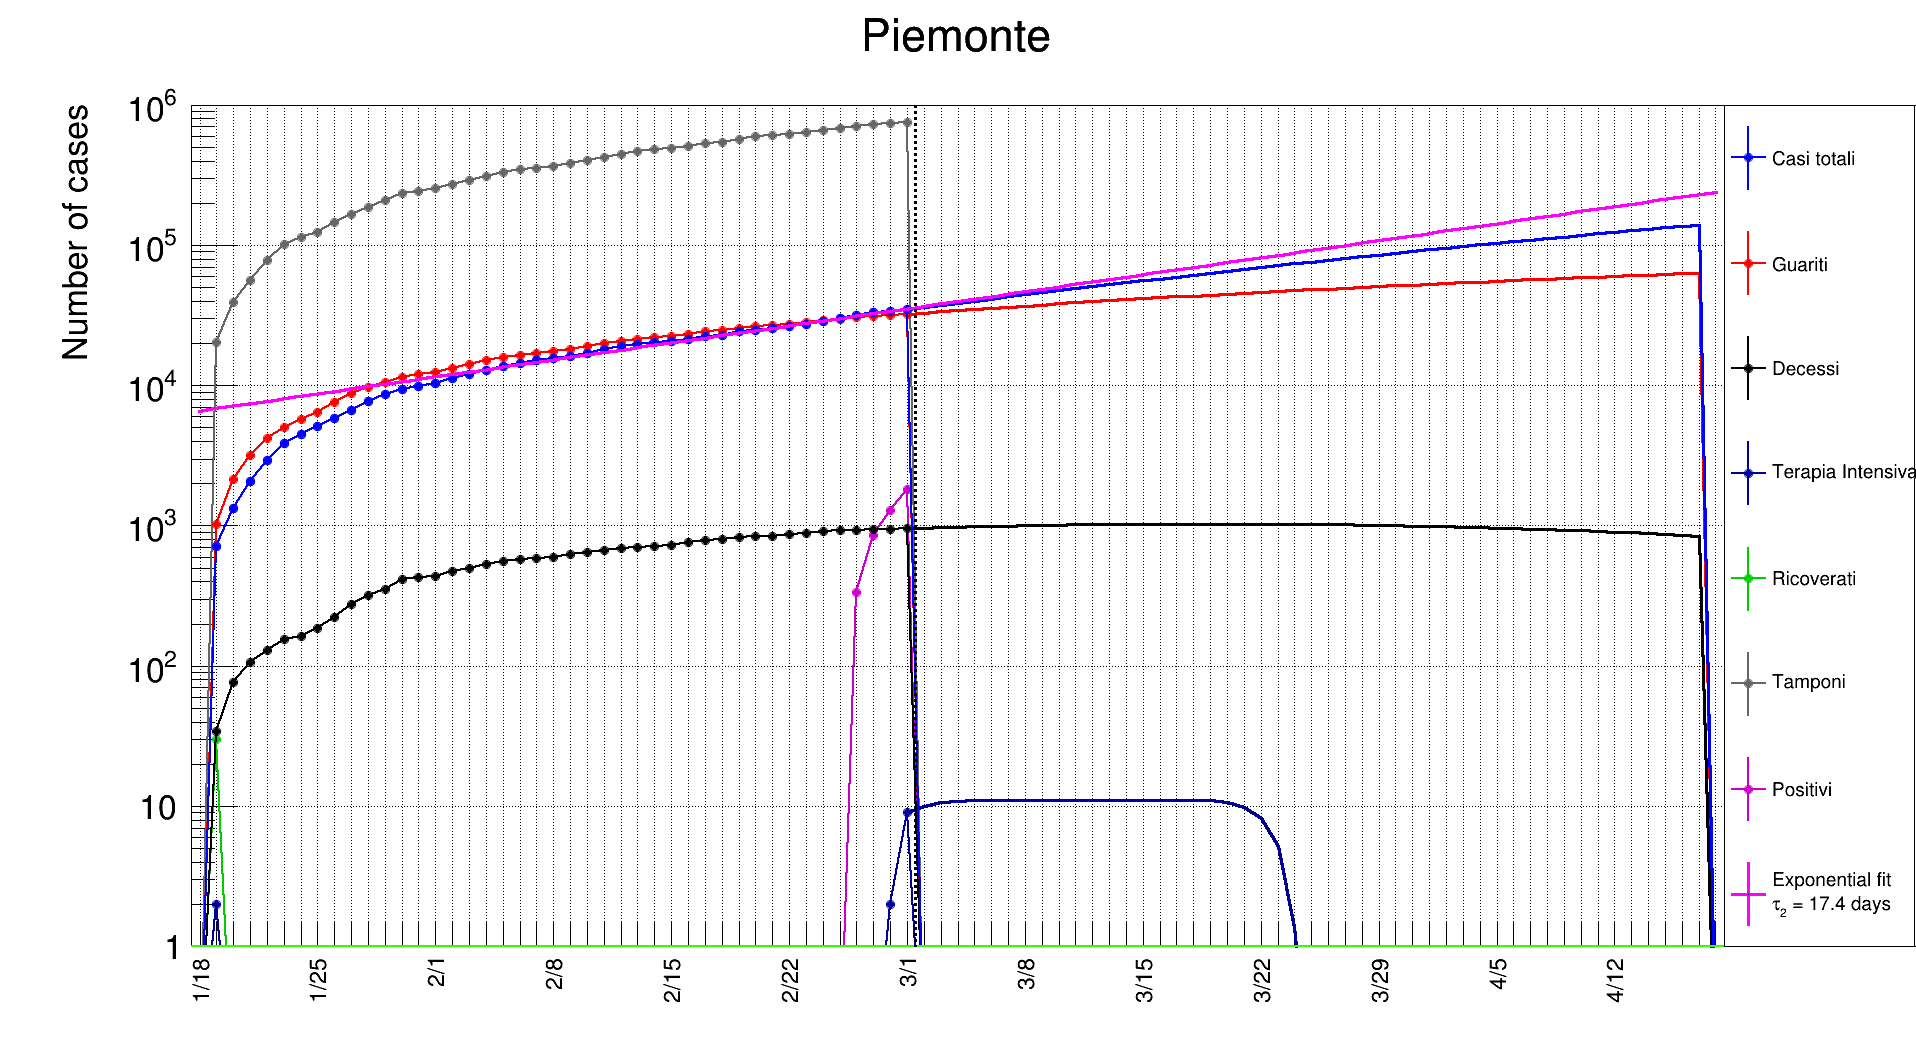 Piemonte
Number of cases
10^6
10^5
10^4
10^3
10^2
10
1
1/18
1/25
2/1
2/8
2/15
2/22
3/1
3/8
3/15
3/22
3/29
4/5
4/12
Casi totali
Guariti
Decessi
Terapia Intensiva
Ricoverati
Tamponi
Positivi
Exponential fit
τ₂ = 17.4 days